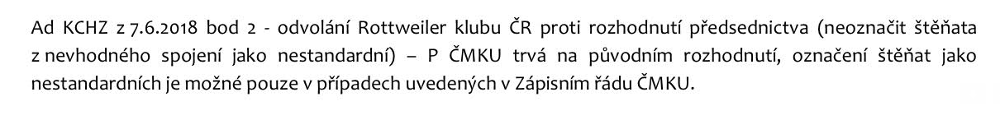 Ad KCHZ z 7.6.2018 bod 2 - odvolání Rottweiler klubu ČR proti rozhodnutí předsednictva (neoznačit štěňata
z nevhodného spojení jako nestandardní) – P ČMKU trvá na původním rozhodnutí, označení štěňat jako
nestandardních je možné pouze v případech uvedených v Zápisním řádu ČMKU.